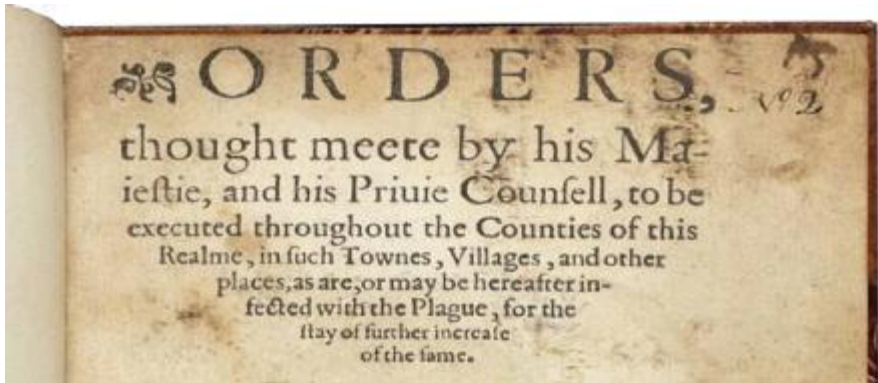 ORDERS,
Nº 2
thought meete by his Ma-
ieſtie, and his Priuie Counſell, to be
executed throughout the Counties of this
Realme, in ſuch Townes, Villages, and other
places, as are, or may be hereafter in-
fected with the Plague, for the
ſtay of further increaſe
of the ſame.